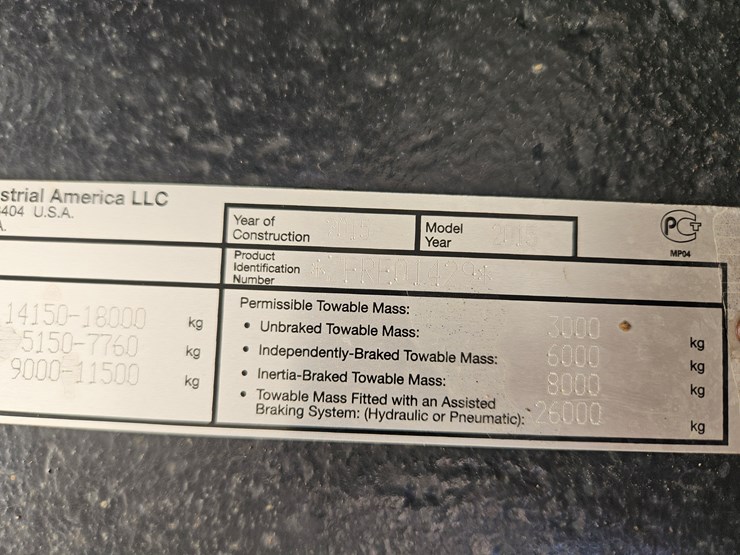 strial America LLC
404 U.S.A.
A.
Year of
Construction
Model
Year 2015
PCT
MP04
Product
Identification
Number
14150-18000 kg
5150-7760 kg
9000-11500 kg
Permissible Towable Mass:
• Unbraked Towable Mass: 3000 kg
• Independently-Braked Towable Mass: 6000 kg
• Inertia-Braked Towable Mass: 8000 kg
• Towable Mass Fitted with an Assisted
Braking System: (Hydraulic or Pneumatic): 26000 kg